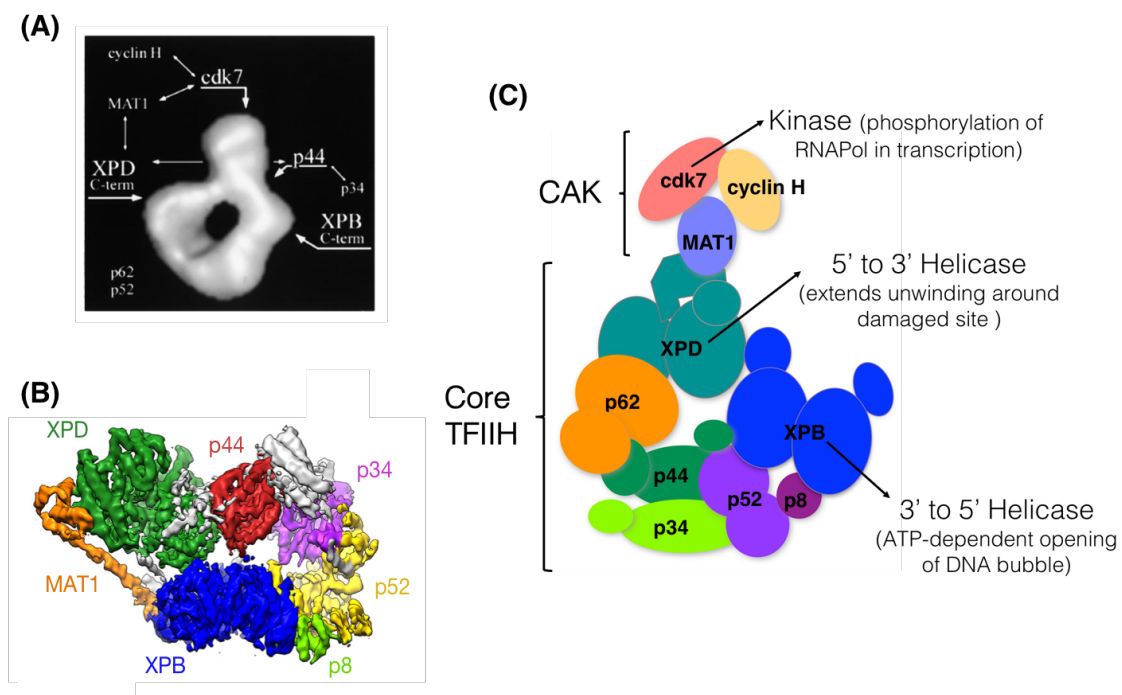 (A)
cyclin H
cdk7
MAT1
XPD
C-term
p44
p34
XPB
C-term
p62
p52
(B)
XPD
p44
p34
MAT1
p52
XPB
p8
(C)
Kinase (phosphorylation of
RNAPol in transcription)
CAK
cdk7
cyclin H
MAT1
5’ to 3’ Helicase
(extends unwinding around
damaged site )
XPD
Core
TFIIH
p62
XPB
p44
p52
p8
p34
3’ to 5’ Helicase
(ATP-dependent opening
of DNA bubble)